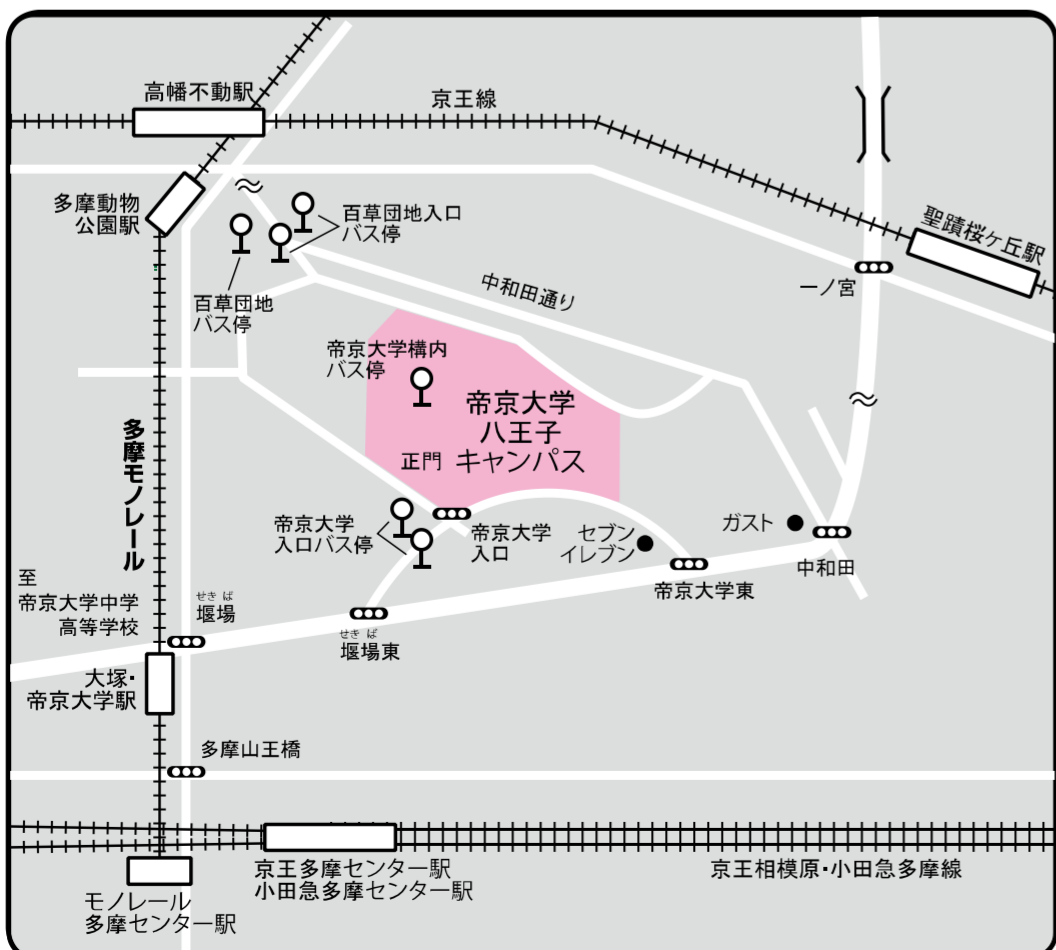 高幡不動駅
京王線
多摩動物
公園駅
百草団地入口
バス停
聖蹟桜ヶ丘駅
一ノ宮
中和田通り
百草団地
バス停
帝京大学構内
バス停
帝京大学
八王子
キャンパス
正門
多摩モノレール
帝京大学
入口バス停
帝京大学
入口
セブン
イレブン
ガスト
中和田
帝京大学東
至
帝京大学中学
高等学校
せきば
堰場
せきば
堰場東
大塚・
帝京大学駅
多摩山王橋
京王多摩センター駅
小田急多摩センター駅
京王相模原・小田急多摩線
モノレール
多摩センター駅